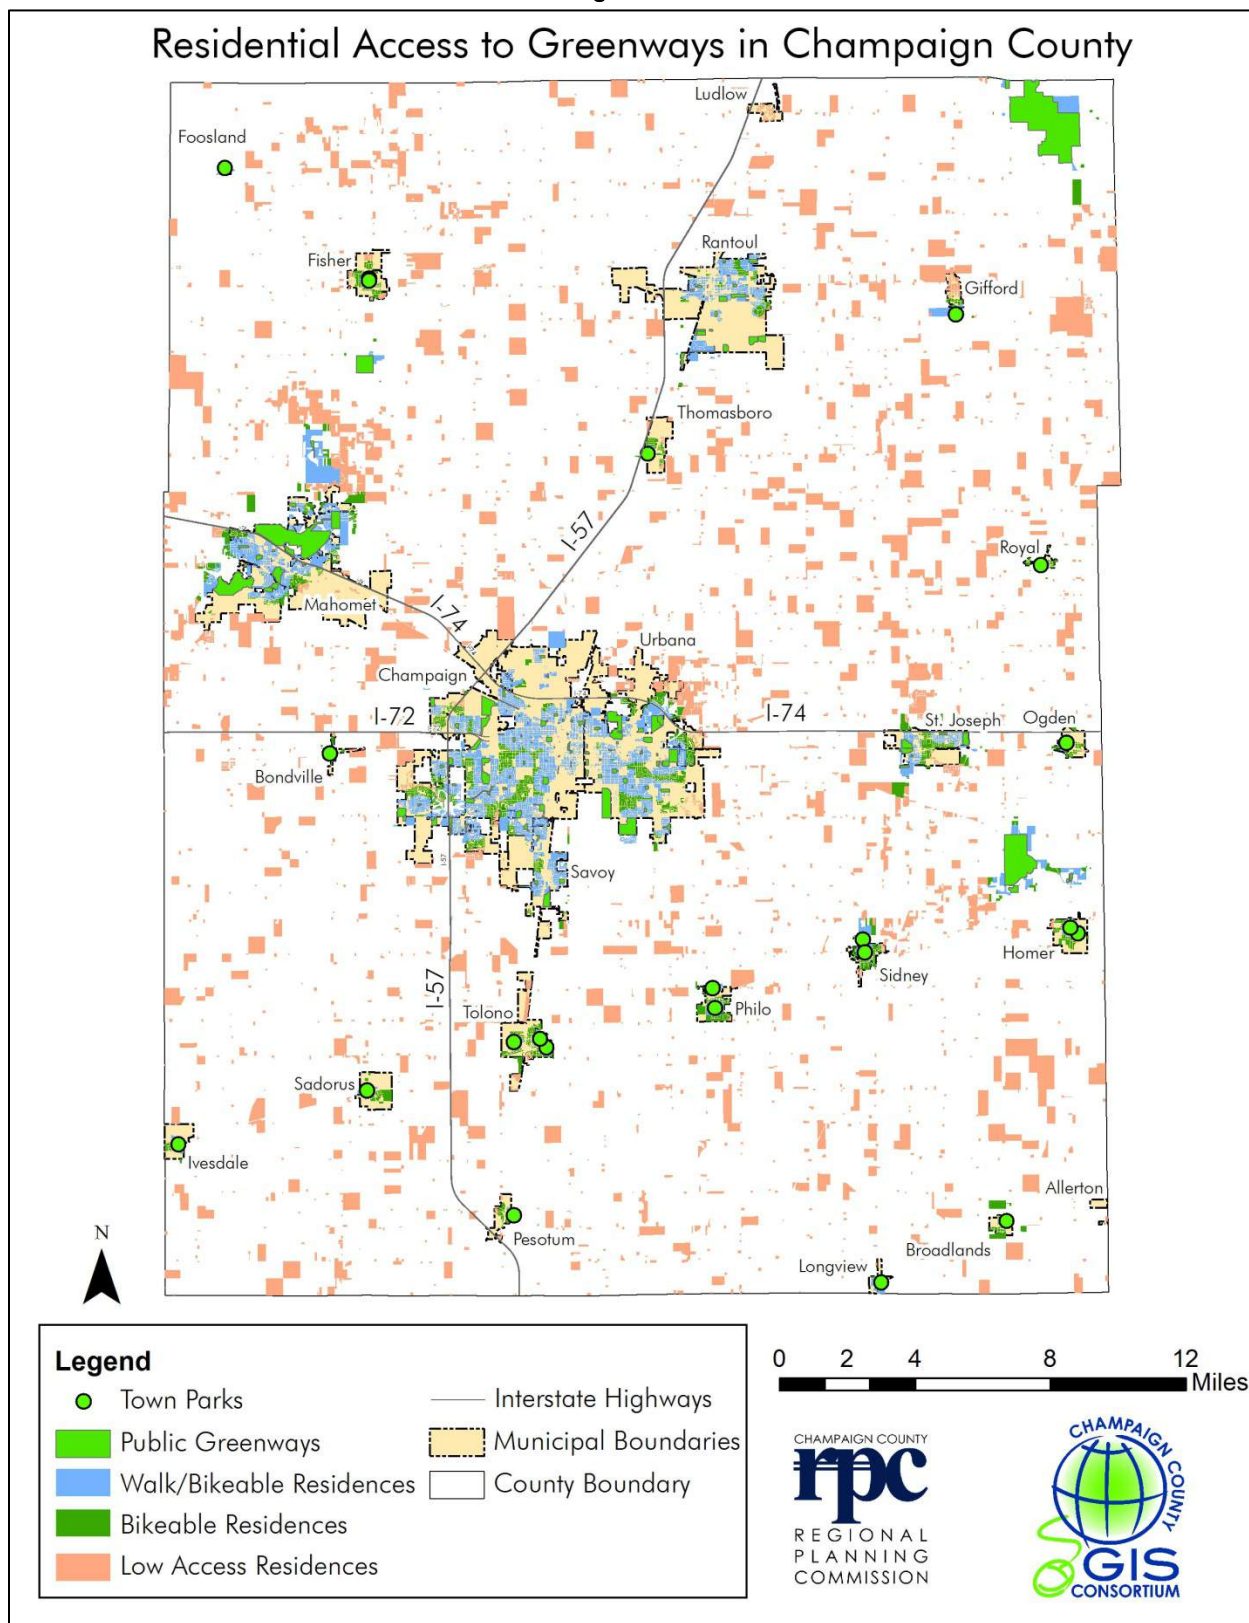 Residential Access to Greenways in Champaign County
Ludlow
Foosland
Rantoul
Fisher
Gifford
Thomasboro
I-57
Royal
Mahomet
I-74
Urbana
Champaign
I-72
I-74
St. Joseph
Ogden
Bondville
I-57
Savoy
Homer
Sidney
I-57
Philo
Tolono
Sadorus
Ivesdale
Allerton
Pesotum
Broadlands
Longview
N
Legend
Town Parks
Public Greenways
Walk/Bikeable Residences
Bikeable Residences
Low Access Residences
Interstate Highways
Municipal Boundaries
County Boundary
0 2 4 8 12
Miles
CHAMPAIGN COUNTY
rpc
REGIONAL
PLANNING
COMMISSION
CHAMPAIGN COUNTY
GIS
CONSORTIUM